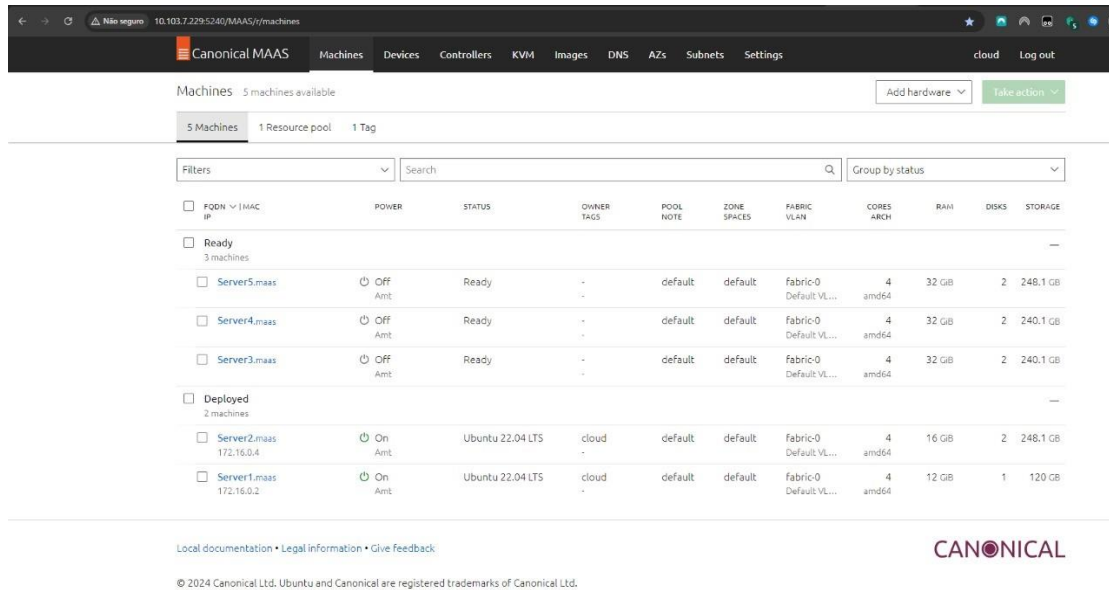 Não seguro 10.103.7.229:5240/MAAS/r/machines
Canonical MAAS Machines Devices Controllers KVM Images DNS AZs Subnets Settings cloud Log out
Machines 5 machines available Add hardware Take action
5 Machines 1 Resource pool 1 Tag
Filters Search Group by status
FQDN | MAC POWER STATUS OWNER POOL ZONE FABRIC CORES RAM DISKS STORAGE
IP TAGS NOTE SPACES VLAN ARCH
Ready —
3 machines
Server5.maas Off Ready - default default fabric-0 4 32 GiB 2 248.1 GB
Amt - Default VL... amd64
Server4.maas Off Ready - default default fabric-0 4 32 GiB 2 240.1 GB
Amt - Default VL... amd64
Server3.maas Off Ready - default default fabric-0 4 32 GiB 2 240.1 GB
Amt - Default VL... amd64
Deployed —
2 machines
Server2.maas On Ubuntu 22.04 LTS cloud default default fabric-0 4 16 GiB 2 248.1 GB
172.16.0.4 Amt - Default VL... amd64
Server1.maas On Ubuntu 22.04 LTS cloud default default fabric-0 4 12 GiB 1 120 GB
172.16.0.2 Amt - Default VL... amd64
Local documentation • Legal information • Give feedback CANONICAL
© 2024 Canonical Ltd. Ubuntu and Canonical are registered trademarks of Canonical Ltd.